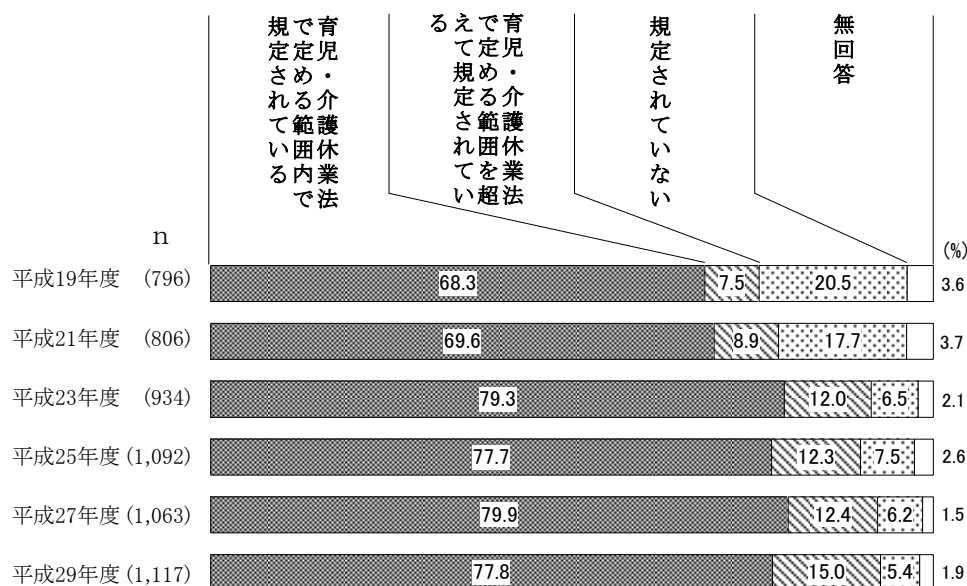 育児・介護休業法
で定める範囲内で
規定されている
育児・介護休業法
で定める範囲を超
えて規定されてい
る
規定されていない
無回答
n
(%)
平成19年度 (796) 68.3 7.5 20.5 3.6
平成21年度 (806) 69.6 8.9 17.7 3.7
平成23年度 (934) 79.3 12.0 6.5 2.1
平成25年度 (1,092) 77.7 12.3 7.5 2.6
平成27年度 (1,063) 79.9 12.4 6.2 1.5
平成29年度 (1,117) 77.8 15.0 5.4 1.9